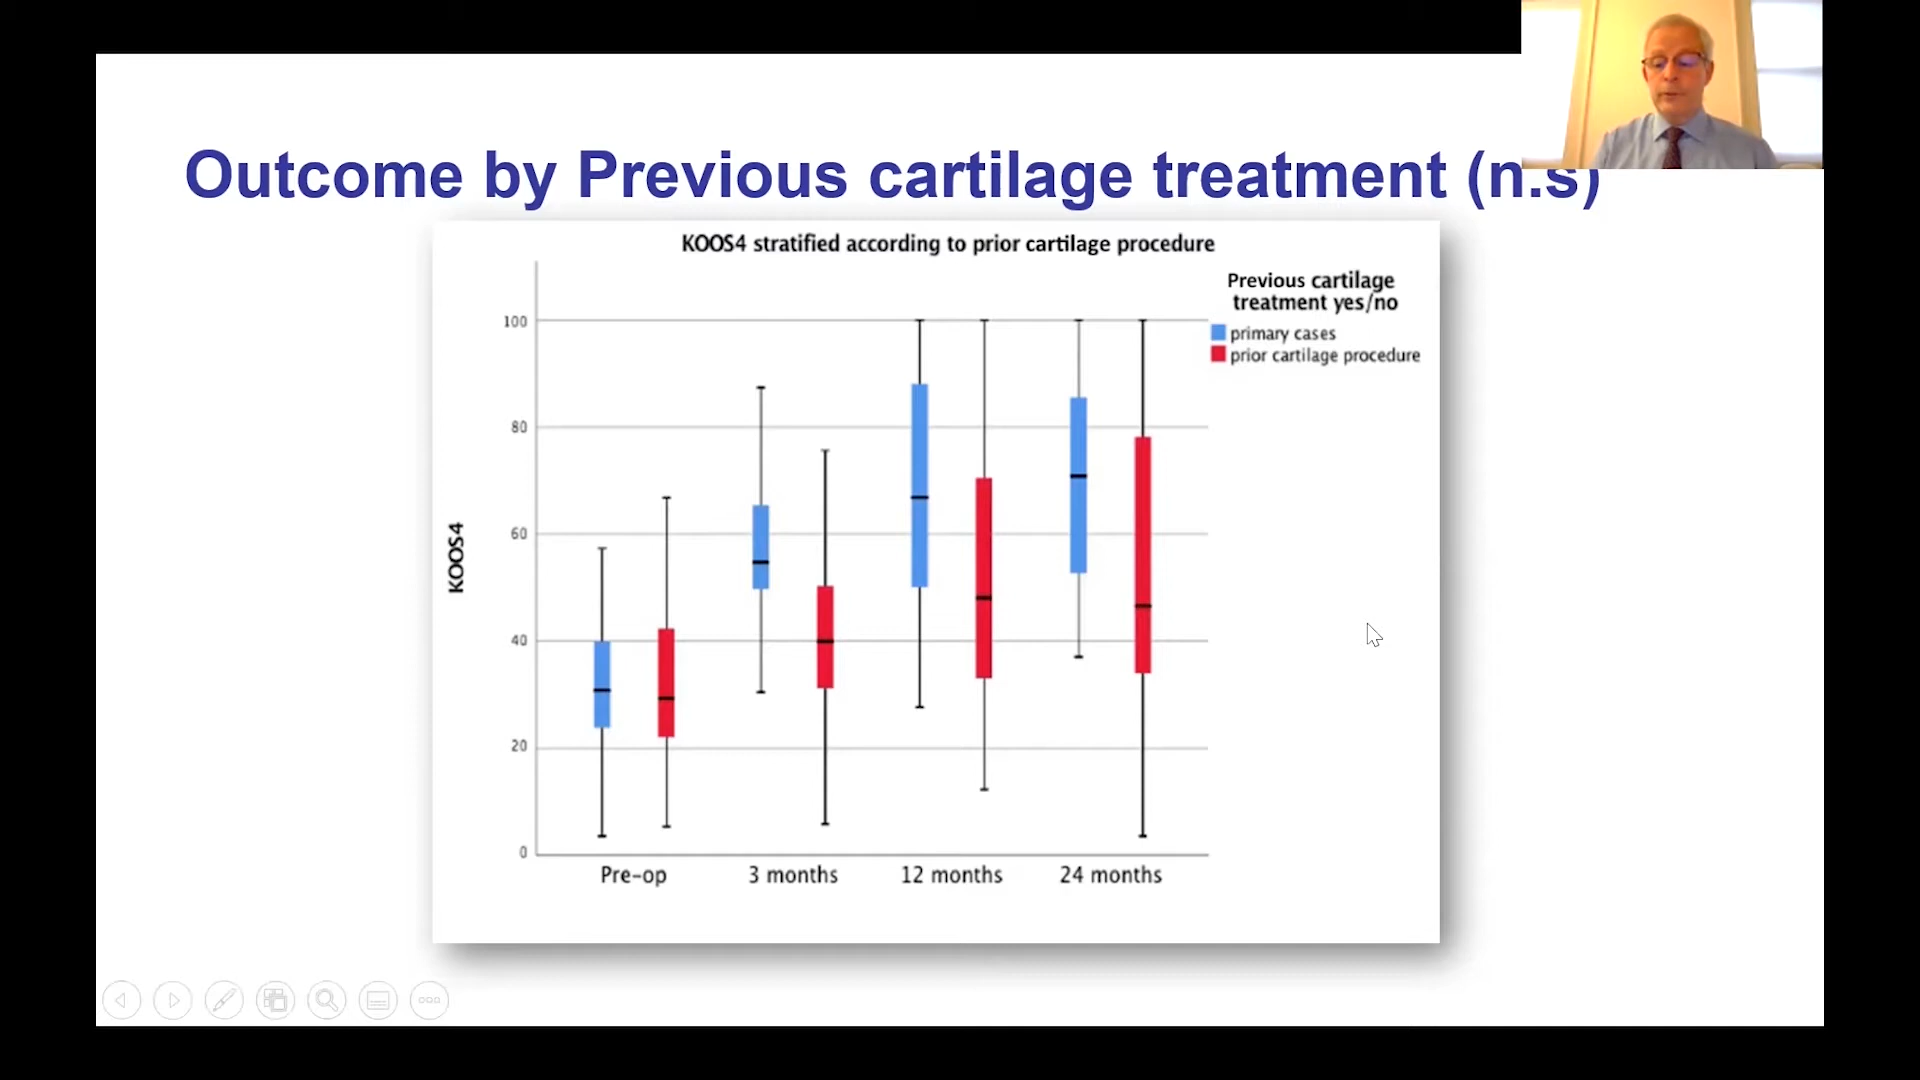 Outcome by Previous cartilage treatment (n.s)
KOOS4 stratified according to prior cartilage procedure
Previous cartilage
treatment yes/no
primary cases
prior cartilage procedure
100
80
60
40
20
0
KOOS4
Pre-op
3 months
12 months
24 months